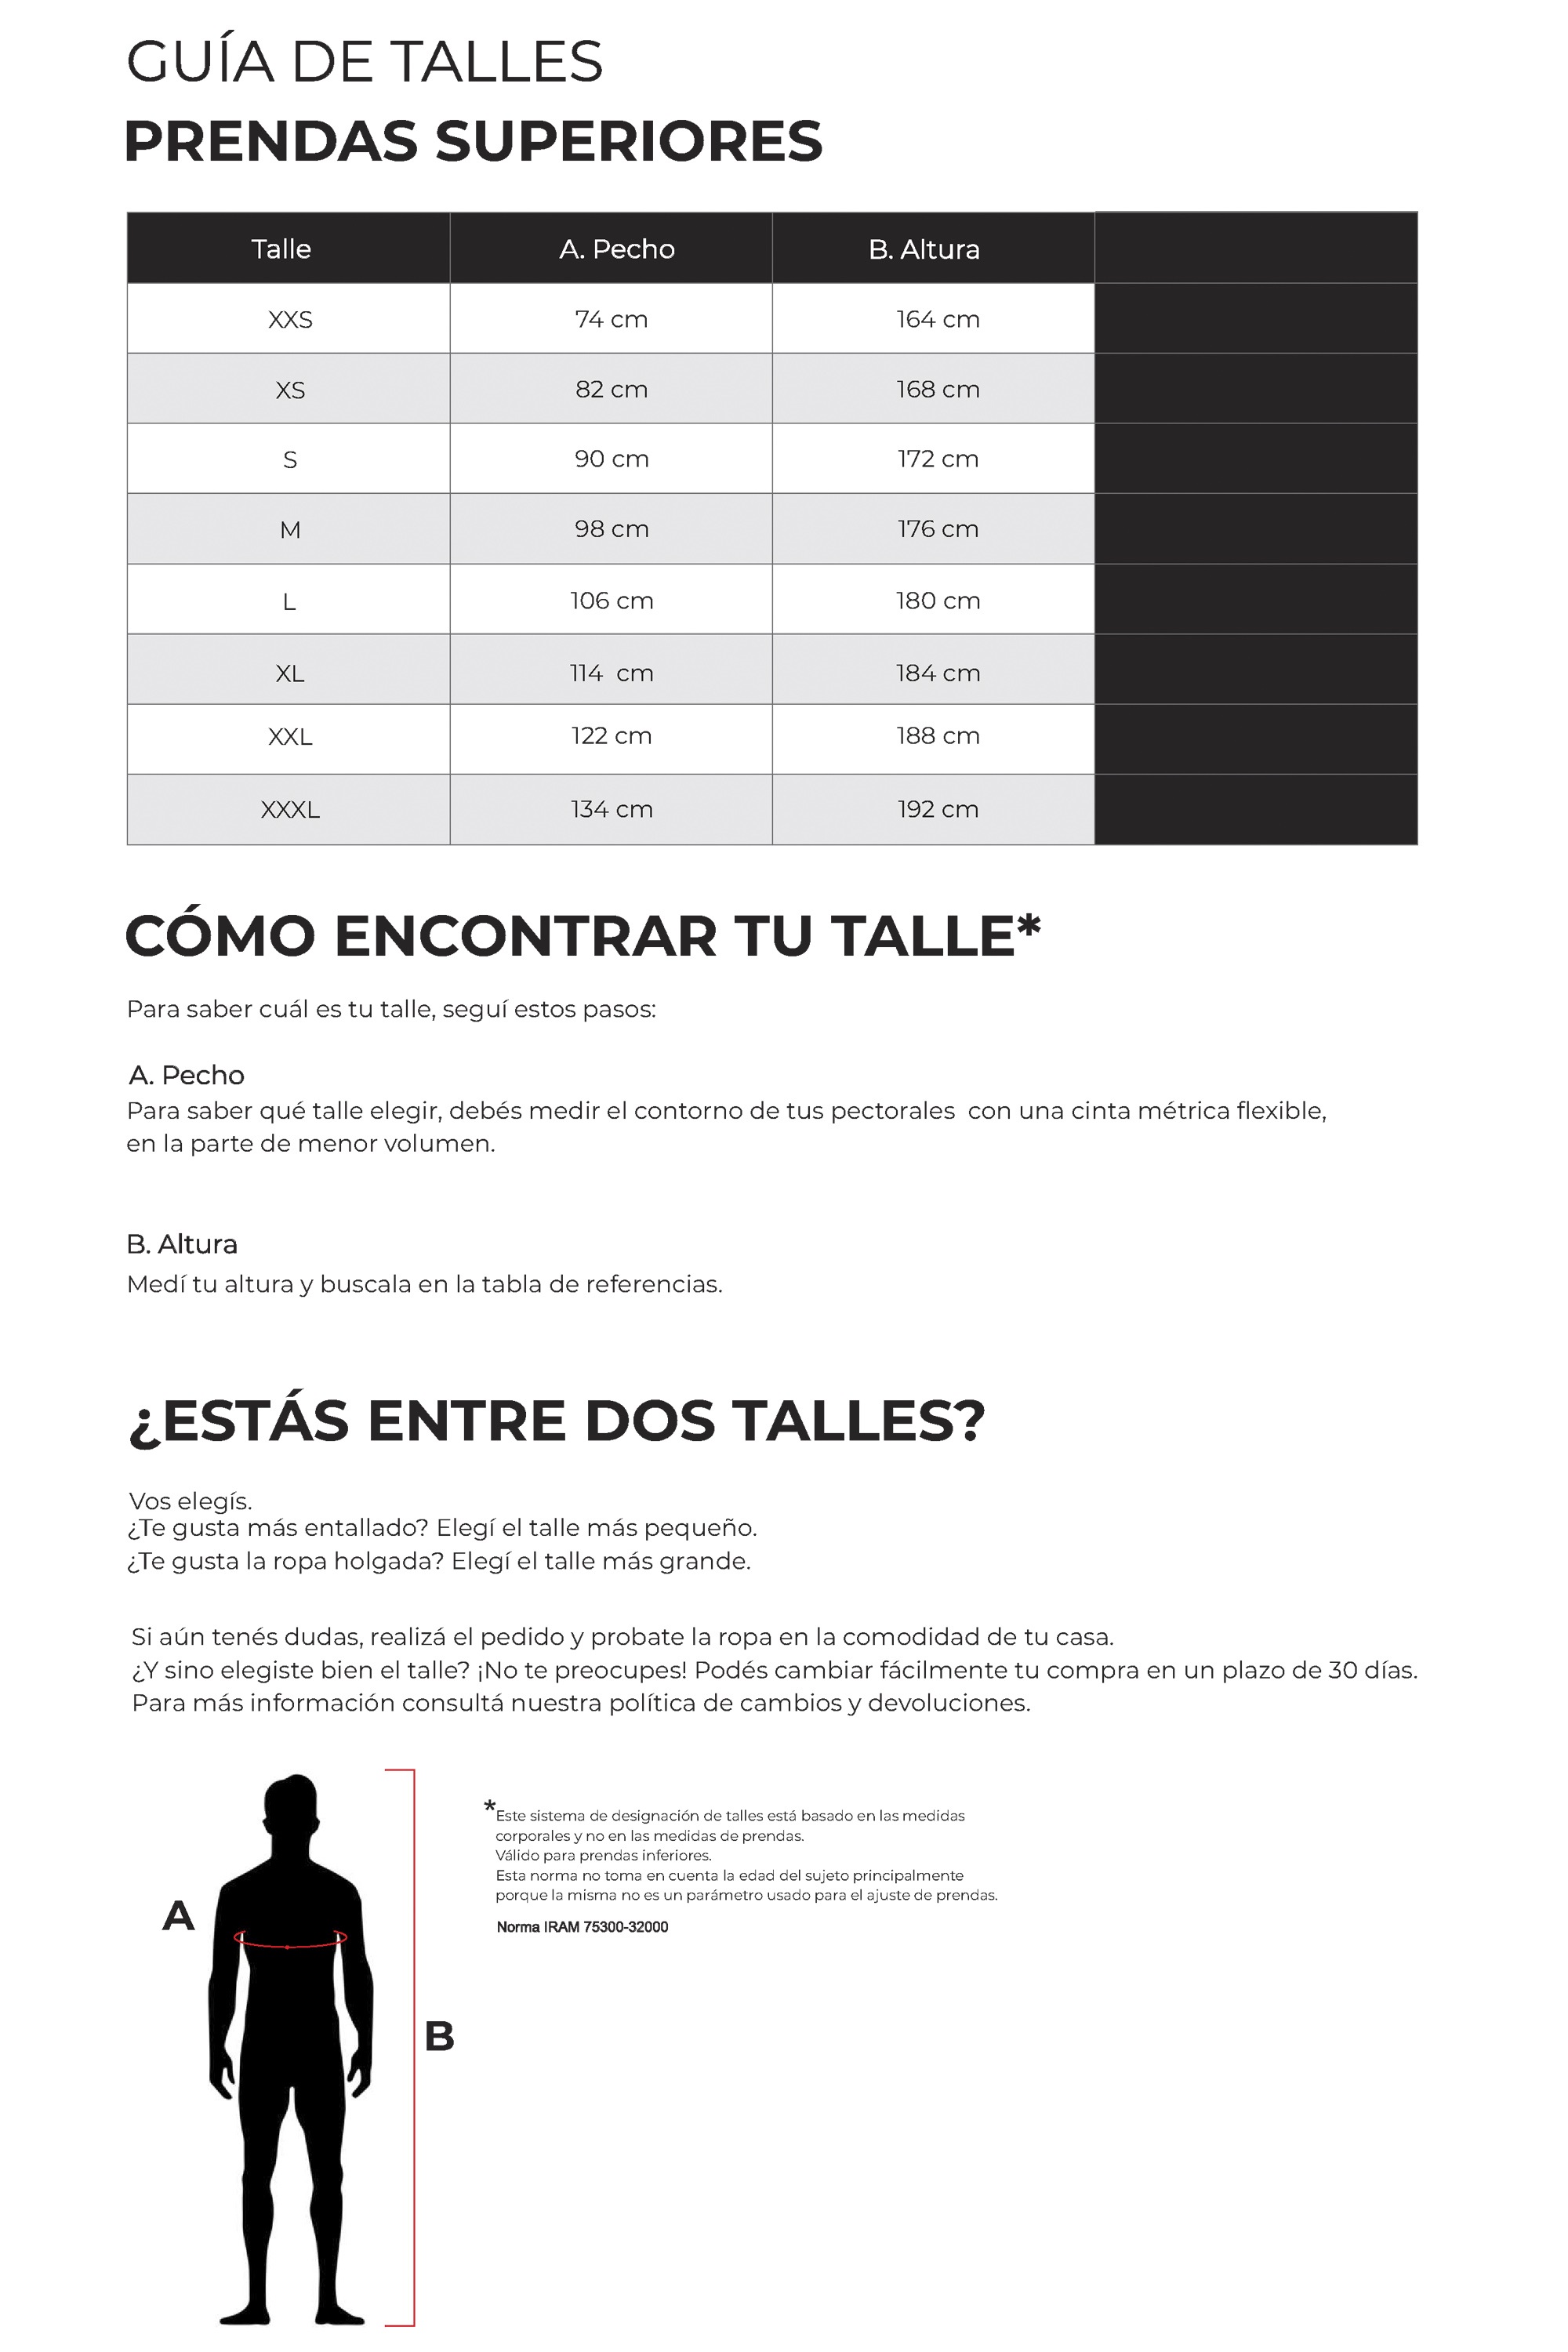 GUÍA DE TALLES
PRENDAS SUPERIORES
Talle A. Pecho B. Altura
XXS 74 cm 164 cm
XS 82 cm 168 cm
S 90 cm 172 cm
M 98 cm 176 cm
L 106 cm 180 cm
XL 114 cm 184 cm
XXL 122 cm 188 cm
XXXL 134 cm 192 cm
CÓMO ENCONTRAR TU TALLE*
Para saber cuál es tu talle, seguí estos pasos:
A. Pecho
Para saber qué talle elegir, debés medir el contorno de tus pectorales con una cinta métrica flexible,
en la parte de menor volumen.
B. Altura
Medí tu altura y buscala en la tabla de referencias.
¿ESTÁS ENTRE DOS TALLES?
Vos elegís.
¿Te gusta más entallado? Elegí el talle más pequeño.
¿Te gusta la ropa holgada? Elegí el talle más grande.
Si aún tenés dudas, realizá el pedido y probate la ropa en la comodidad de tu casa.
¿Y sino elegiste bien el talle? ¡No te preocupes! Podés cambiar fácilmente tu compra en un plazo de 30 días.
Para más información consultá nuestra política de cambios y devoluciones.
*Este sistema de designación de talles está basado en las medidas
corporales y no en las medidas de prendas.
Válido para prendas inferiores.
Esta norma no toma en cuenta la edad del sujeto principalmente
porque la misma no es un parámetro usado para el ajuste de prendas.
Norma IRAM 75300-32000
A
B